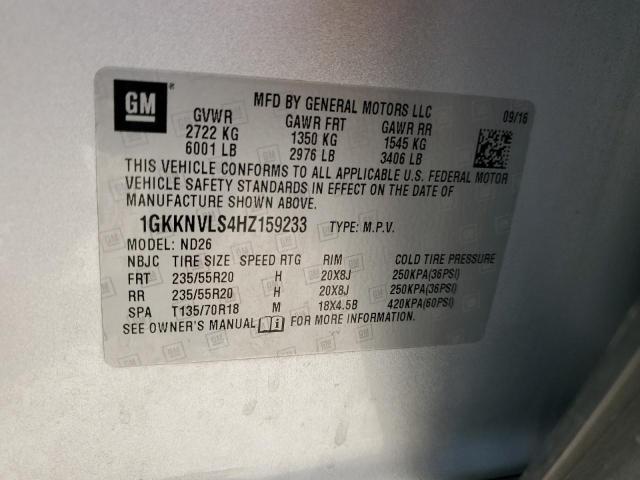 GM ®
MFD BY GENERAL MOTORS LLC 09/16
GVWR GAWR FRT GAWR RR
2722 KG 1350 KG 1545 KG
6001 LB 2976 LB 3406 LB
THIS VEHICLE CONFORMS TO ALL APPLICABLE U.S. FEDERAL MOTOR
VEHICLE SAFETY STANDARDS IN EFFECT ON THE DATE OF
MANUFACTURE SHOWN ABOVE.
1GKKNVLS4HZ159233 TYPE: M.P.V.
MODEL: ND26
NBJC TIRE SIZE SPEED RTG RIM COLD TIRE PRESSURE
FRT 235/55R20 H 20X8J 250KPA(36PSI)
RR 235/55R20 H 20X8J 250KPA(36PSI)
SPA T135/70R18 M 18X4.5B 420KPA(60PSI)
SEE OWNER'S MANUAL i FOR MORE INFORMATION.